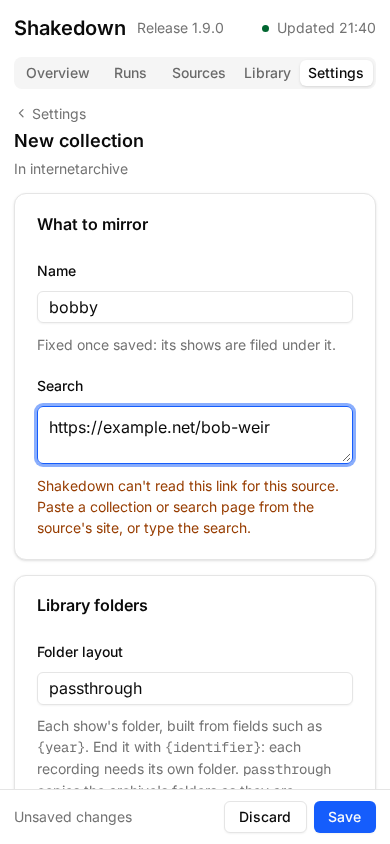 Shakedown Release 1.9.0 Updated 21:40
Overview Runs Sources Library Settings
Settings
New collection
In internetarchive
What to mirror
Name
bobby
Fixed once saved: its shows are filed under it.
Search
https://example.net/bob-weir
Shakedown can't read this link for this source.
Paste a collection or search page from the
source's site, or type the search.
Library folders
Folder layout
passthrough
Each show's folder, built from fields such as
{year}. End it with {identifier}: each
recording needs its own folder. passthrough
Unsaved changes Discard Save